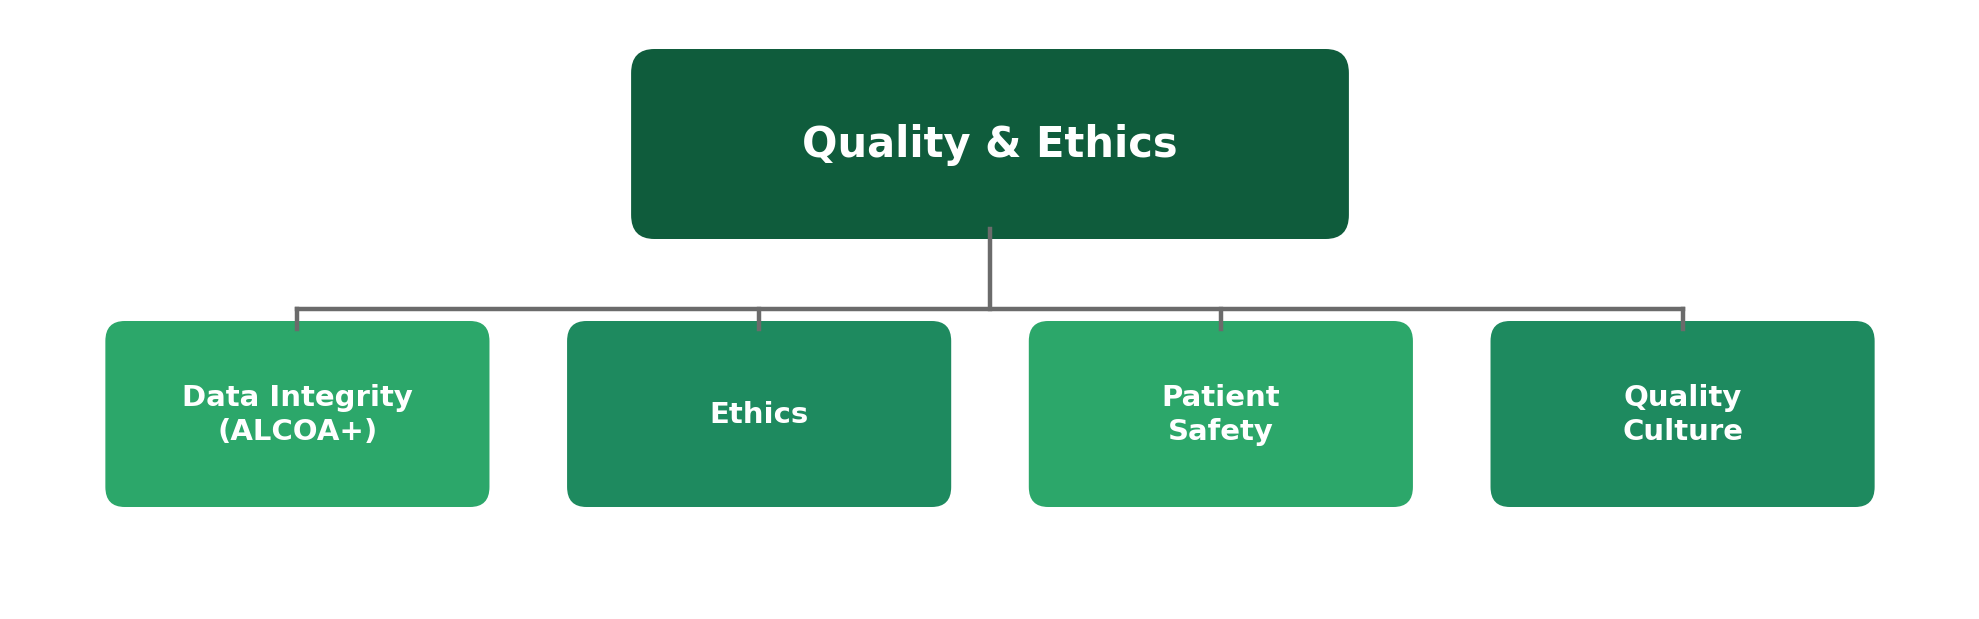 Quality & Ethics
Data Integrity
(ALCOA+)
Ethics
Patient
Safety
Quality
Culture